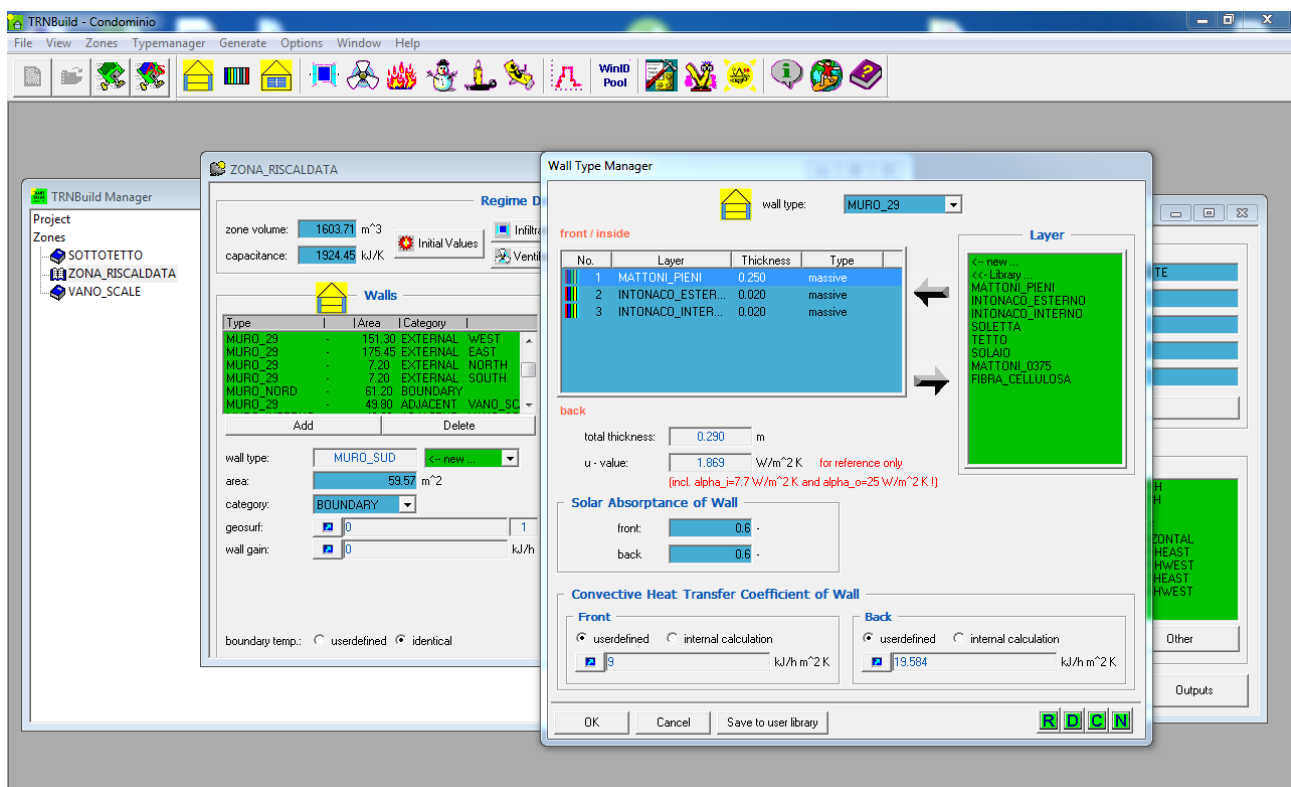 TRNBuild - Condominio
File View Zones Typemanager Generate Options Window Help
WinID
Pool
TRNBuild Manager
Project
Zones
SOTTOTETTO
ZONA_RISCALDATA
VANO_SCALE
ZONA_RISCALDATA
Regime D
zone volume: 1603.71 m^3
capacitance: 1924.45 kJ/K
Initial Values
Infiltra
Ventil
Walls
Type | | Area | Category |
MURO_29 - 151.30 EXTERNAL WEST
MURO_29 - 175.45 EXTERNAL EAST
MURO_29 - 7.20 EXTERNAL NORTH
MURO_29 - 7.20 EXTERNAL SOUTH
MURO_NORD - 61.20 BOUNDARY
MURO_29 - 49.80 ADJACENT VANO_SC
Add Delete
wall type: MURO_SUD <-- new ...
area: 59.57 m^2
category: BOUNDARY
geosurf: 0 1
wall gain: 0 kJ/h
boundary temp.: userdefined identical
Wall Type Manager
wall type: MURO_29
front / inside
No. Layer Thickness Type
1 MATTONI_PIENI 0.250 massive
2 INTONACO_ESTER... 0.020 massive
3 INTONACO_INTER... 0.020 massive
back
Layer
<-- new ...
<<- Library ...
MATTONI_PIENI
INTONACO_ESTERNO
INTONACO_INTERNO
SOLETTA
TETTO
SOLAIO
MATTONI_0375
FIBRA_CELLULOSA
total thickness: 0.290 m
u - value: 1.869 W/m^2 K for reference only
(incl. alpha_i=7.7 W/m^2 K and alpha_o=25 W/m^2 K !)
Solar Absorptance of Wall
front: 0.6 -
back 0.6 -
Convective Heat Transfer Coefficient of Wall
Front
userdefined internal calculation
9 kJ/h m^2 K
Back
userdefined internal calculation
19.584 kJ/h m^2 K
OK Cancel Save to user library
R D C N
TE
H
H
ZONTAL
HEAST
HWEST
HEAST
HWEST
Other
Outputs